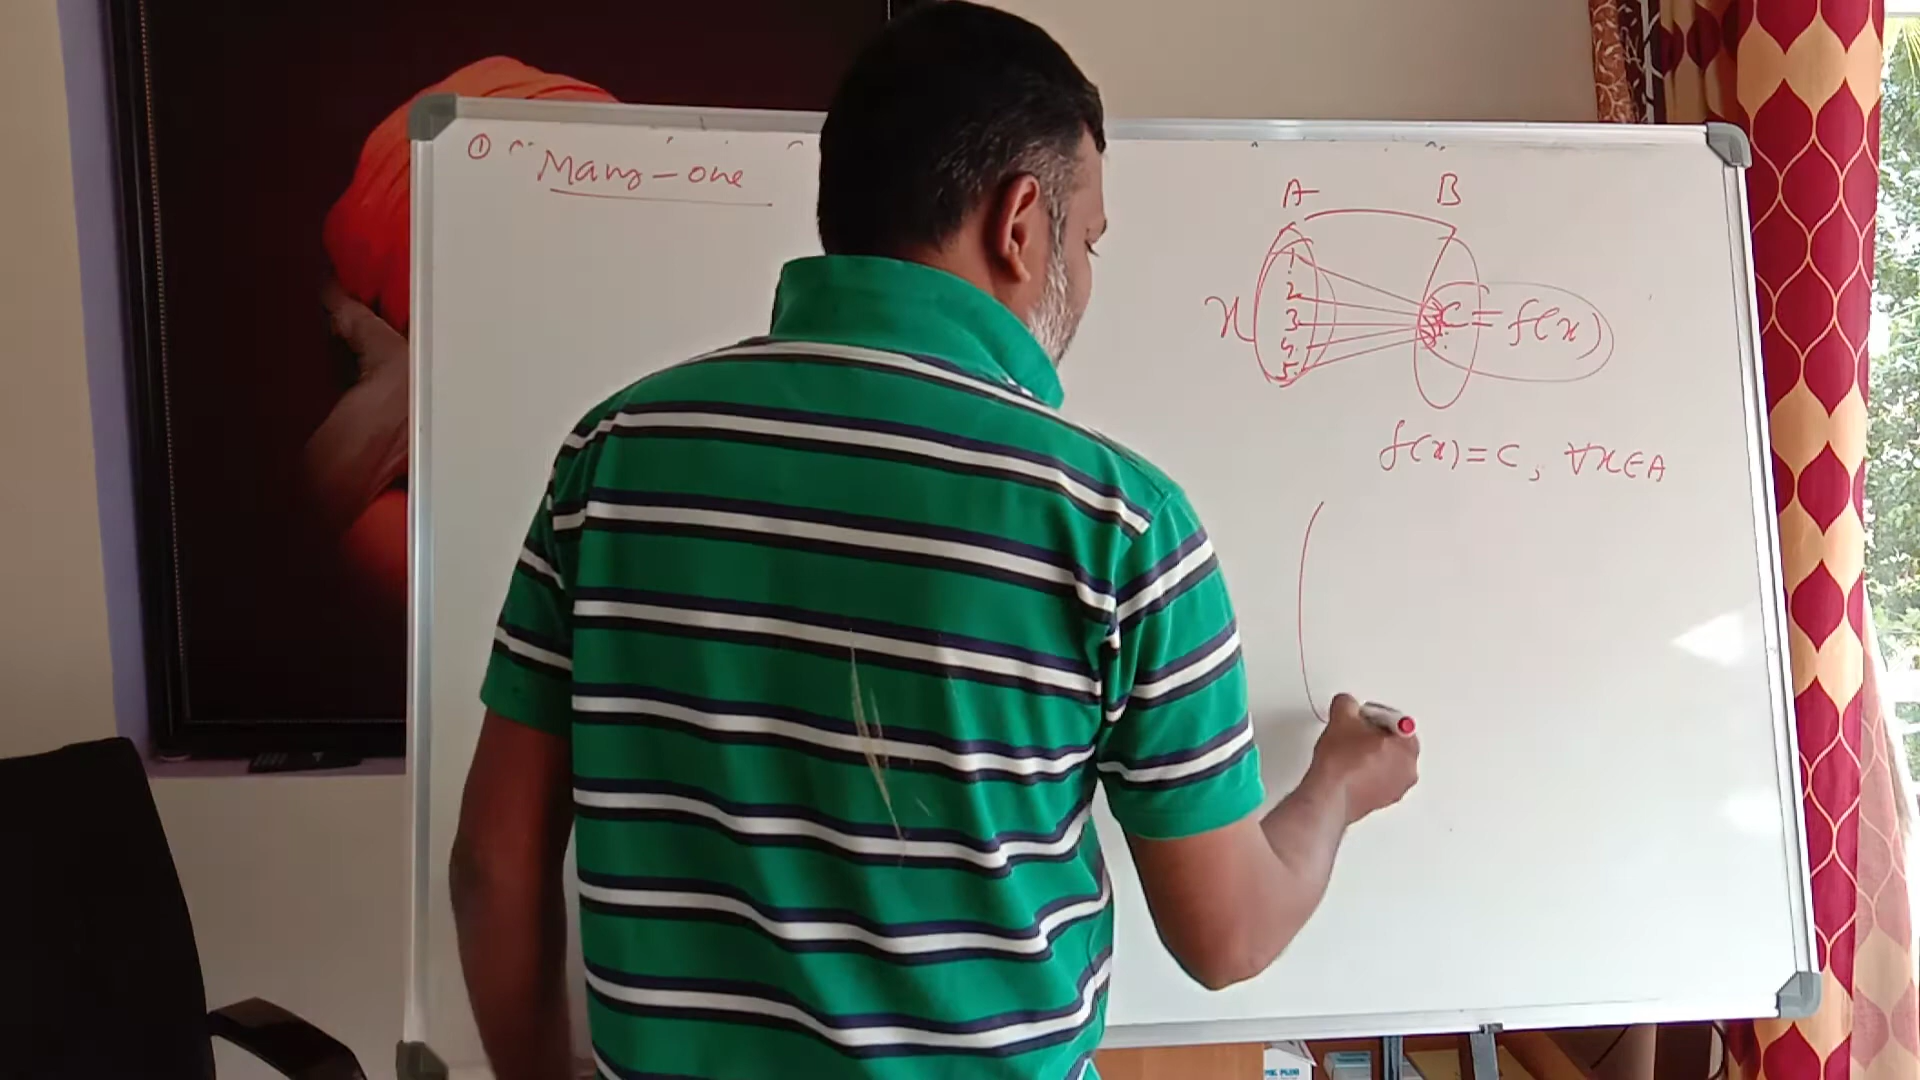 ① Many - one
A B
1
2
x 3 C = f(x)
4
5
f(x) = C, ∀x∈A